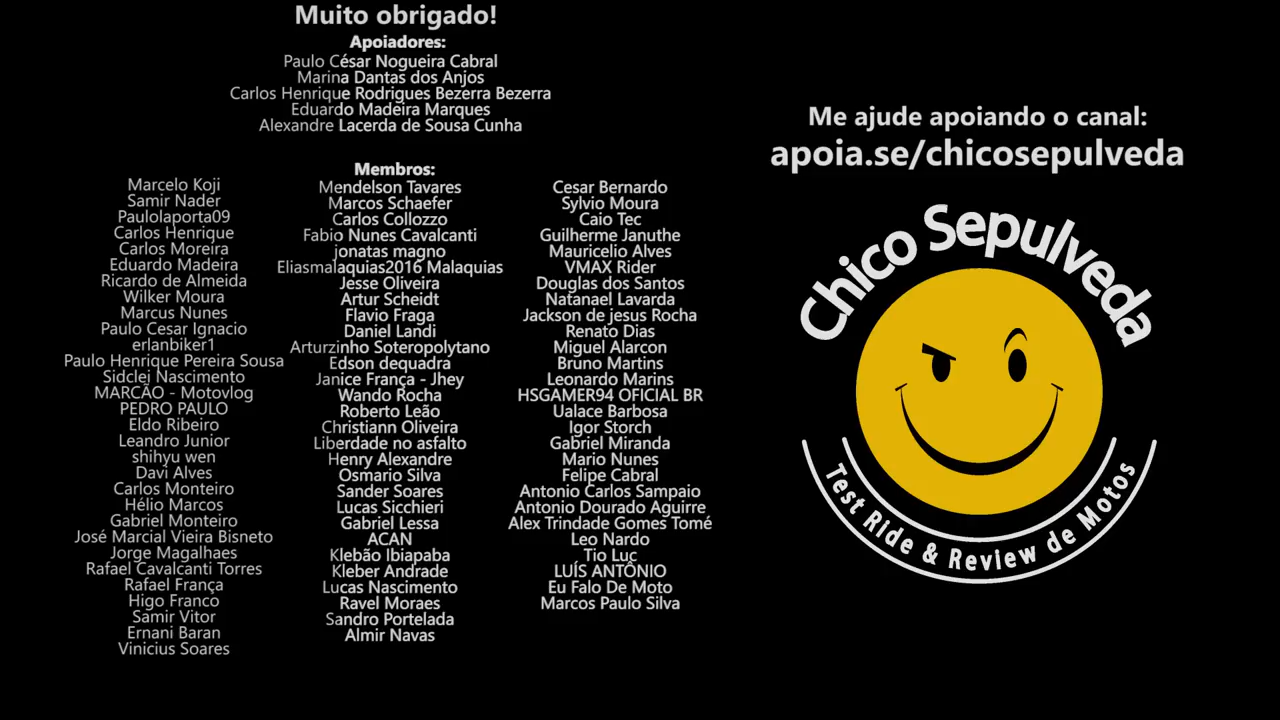 Muito obrigado!
Apoiadores:
Paulo César Nogueira Cabral
Marina Dantas dos Anjos
Carlos Henrique Rodrigues Bezerra Bezerra
Eduardo Madeira Marques
Alexandre Lacerda de Sousa Cunha
Membros:
Marcelo Koji
Samir Nader
Paulolaporta09
Carlos Henrique
Carlos Moreira
Eduardo Madeira
Ricardo de Almeida
Wilker Moura
Marcus Nunes
Paulo Cesar Ignacio
erlanbiker1
Paulo Henrique Pereira Sousa
Sidclei Nascimento
MARCÃO - Motovlog
PEDRO PAULO
Eldo Ribeiro
Leandro Junior
shihyu wen
Davi Alves
Carlos Monteiro
Hélio Marcos
Gabriel Monteiro
José Marcial Vieira Bisneto
Jorge Magalhaes
Rafael Cavalcanti Torres
Rafael França
Higo Franco
Samir Vitor
Ernani Baran
Vinicius Soares
Mendelson Tavares
Marcos Schaefer
Carlos Collozzo
Fabio Nunes Cavalcanti
jonatas magno
Eliasmalaquias2016 Malaquias
Jesse Oliveira
Artur Scheidt
Flavio Fraga
Daniel Landi
Arturzinho Soteropolytano
Edson dequadra
Janice França - Jhey
Wando Rocha
Roberto Leão
Christiann Oliveira
Liberdade no asfalto
Henry Alexandre
Osmario Silva
Sander Soares
Lucas Sicchieri
Gabriel Lessa
ACAN
Klebão Ibiapaba
Kleber Andrade
Lucas Nascimento
Ravel Moraes
Sandro Portelada
Almir Navas
Cesar Bernardo
Sylvio Moura
Caio Tec
Guilherme Januthe
Mauricelio Alves
VMAX Rider
Douglas dos Santos
Natanael Lavarda
Jackson de jesus Rocha
Renato Dias
Miguel Alarcon
Bruno Martins
Leonardo Marins
HSGAMER94 OFICIAL BR
Ualace Barbosa
Igor Storch
Gabriel Miranda
Mario Nunes
Felipe Cabral
Antonio Carlos Sampaio
Antonio Dourado Aguirre
Alex Trindade Gomes Tomé
Leo Nardo
Tio Luc
LUÍS ANTÔNIO
Eu Falo De Moto
Marcos Paulo Silva
Me ajude apoiando o canal:
apoia.se/chicosepulveda
Chico Sepulveda
Test Ride & Review de Motos